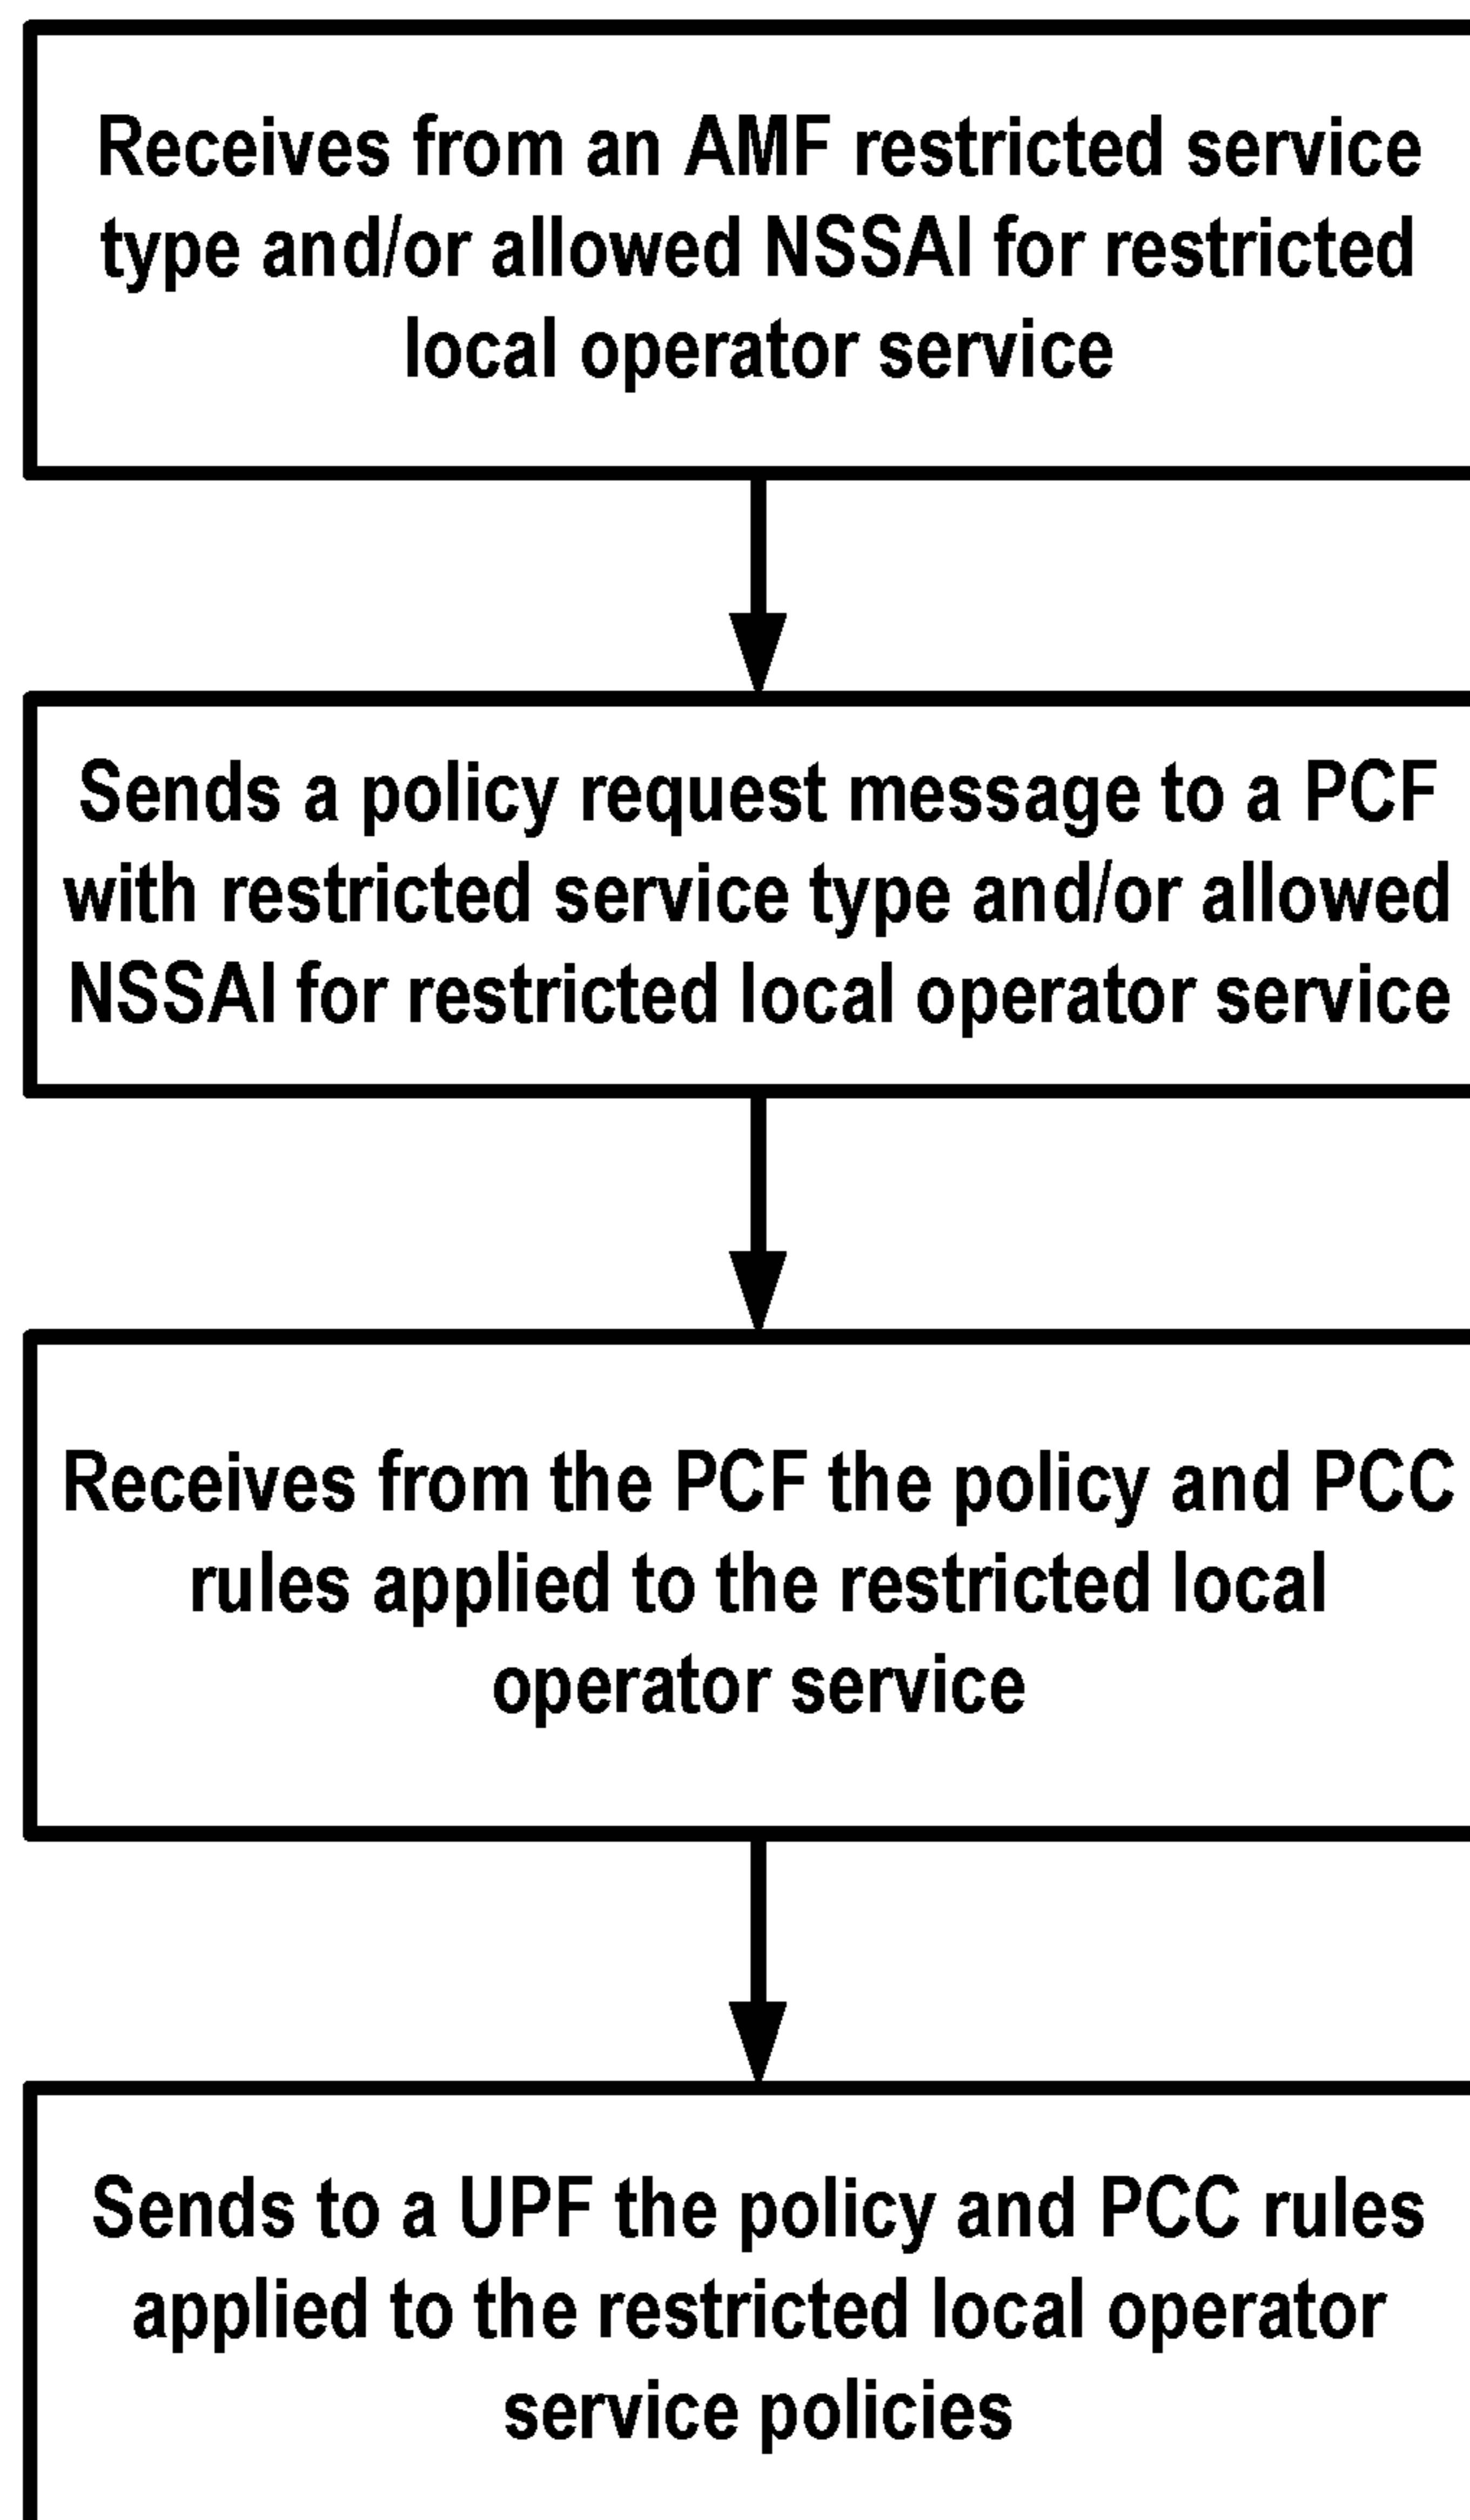 Receives from an AMF restricted service
type and/or allowed NSSAI for restricted
local operator service
Sends a policy request message to a PCF
with restricted service type and/or allowed
NSSAI for restricted local operator service
Receives from the PCF the policy and PCC
rules applied to the restricted local
operator service
Sends to a UPF the policy and PCC rules
applied to the restricted local operator
service policies